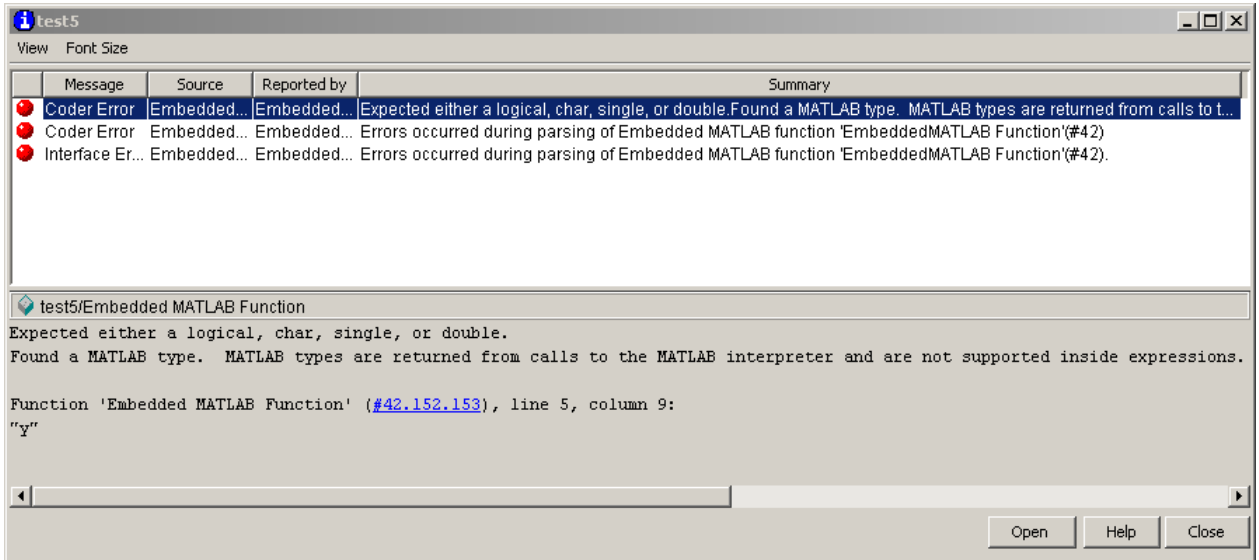 test5
View Font Size
Message Source Reported by Summary
Coder Error Embedded... Embedded... Expected either a logical, char, single, or double.Found a MATLAB type. MATLAB types are returned from calls to t...
Coder Error Embedded... Embedded... Errors occurred during parsing of Embedded MATLAB function 'EmbeddedMATLAB Function'(#42)
Interface Er... Embedded... Embedded... Errors occurred during parsing of Embedded MATLAB function 'EmbeddedMATLAB Function'(#42).
test5/Embedded MATLAB Function
Expected either a logical, char, single, or double.
Found a MATLAB type. MATLAB types are returned from calls to the MATLAB interpreter and are not supported inside expressions.
Function 'Embedded MATLAB Function' (#42.152.153), line 5, column 9:
"y"
Open Help Close